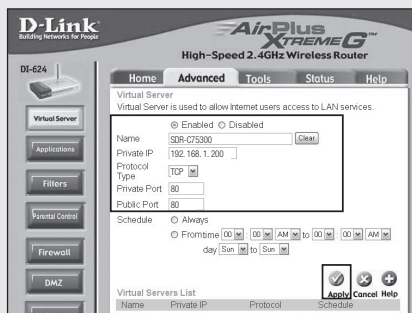 D-Link
Building Networks for People
AirPlus
XTREME G™
High-Speed 2.4GHz Wireless Router
DI-624
Home Advanced Tools Status Help
Virtual Server
Applications
Filters
Parental Control
Firewall
DMZ
Virtual Server
Virtual Server is used to allow Internet users access to LAN services.
Enabled Disabled
Name SDR-C75300 Clear
Private IP 192.168.1.200
Protocol Type TCP
Private Port 80
Public Port 80
Schedule Always
Fromtime 00 : 00 AM to 00 : 00 AM
day Sun to Sun
Apply Cancel Help
Virtual Servers List
Name Private IP Protocol Schedule